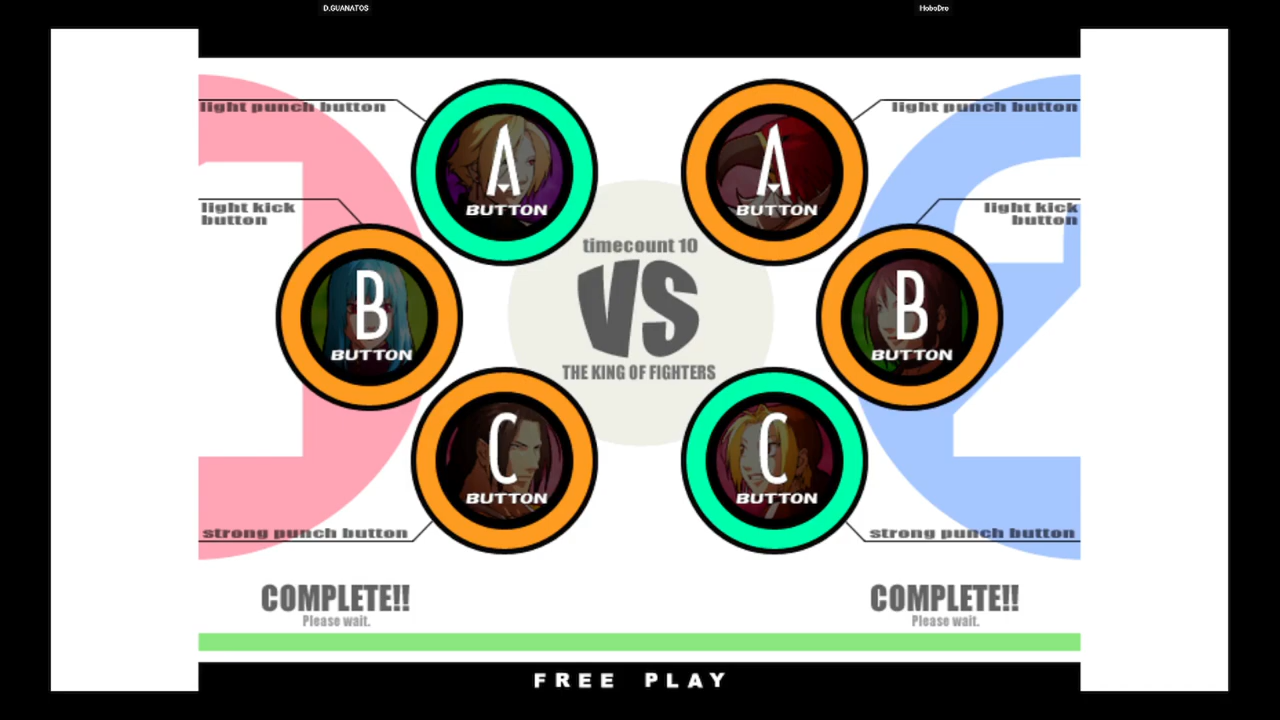 D.GUANATOS
HoboDro
light punch button
light punch button
A
BUTTON
A
BUTTON
light kick
button
light kick
button
timecount 10
VS
THE KING OF FIGHTERS
B
BUTTON
B
BUTTON
C
BUTTON
C
BUTTON
strong punch button
strong punch button
COMPLETE!!
Please wait.
COMPLETE!!
Please wait.
FREE PLAY